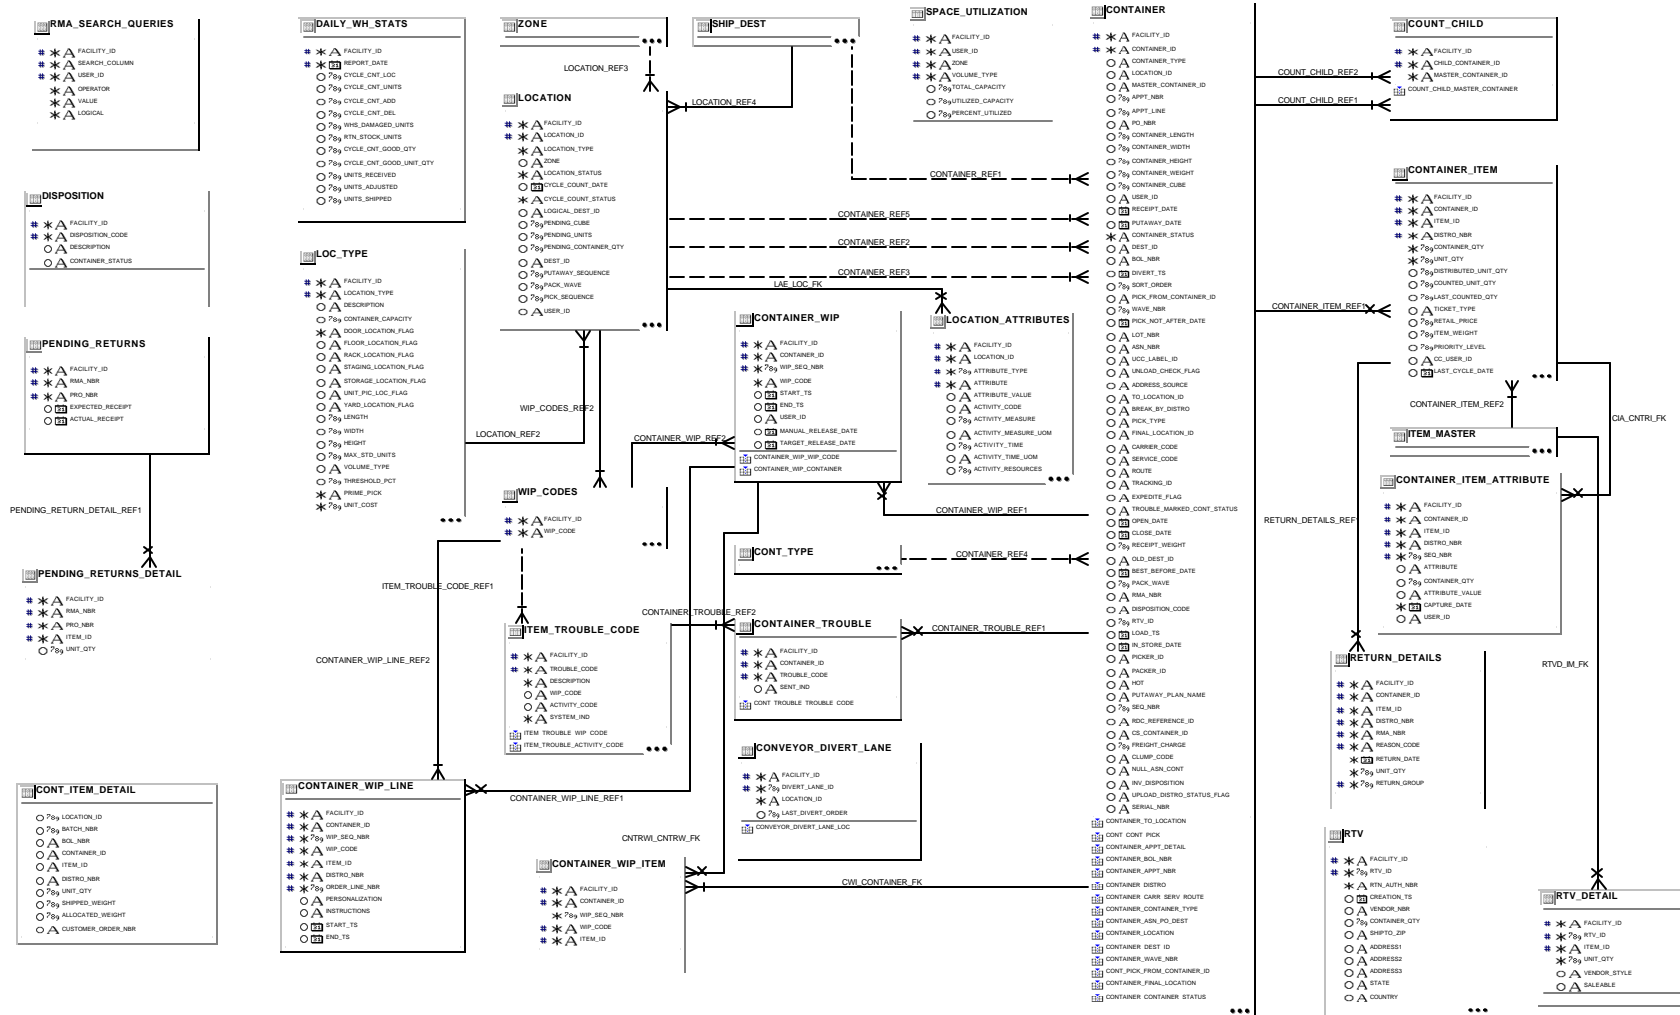 RMA_SEARCH_QUERIES
FACILITY_ID
SEARCH_COLUMN
USER_ID
OPERATOR
VALUE
LOGICAL
DISPOSITION
FACILITY_ID
DISPOSITION_CODE
DESCRIPTION
CONTAINER_STATUS
PENDING_RETURNS
FACILITY_ID
RMA_NBR
PRO_NBR
EXPECTED_RECEIPT
ACTUAL_RECEIPT
PENDING_RETURN_DETAIL_REF1
PENDING_RETURNS_DETAIL
FACILITY_ID
RMA_NBR
PRO_NBR
ITEM_ID
UNIT_QTY
CONT_ITEM_DETAIL
LOCATION_ID
BATCH_NBR
BOL_NBR
CONTAINER_ID
ITEM_ID
DISTRO_NBR
UNIT_QTY
SHIPPED_WEIGHT
ALLOCATED_WEIGHT
CUSTOMER_ORDER_NBR
DAILY_WH_STATS
FACILITY_ID
REPORT_DATE
CYCLE_CNT_LOC
CYCLE_CNT_UNITS
CYCLE_CNT_ADD
CYCLE_CNT_DEL
WHS_DAMAGED_UNITS
RTN_STOCK_UNITS
CYCLE_CNT_GOOD_QTY
CYCLE_CNT_GOOD_UNIT_QTY
UNITS_RECEIVED
UNITS_ADJUSTED
UNITS_SHIPPED
LOC_TYPE
FACILITY_ID
LOCATION_TYPE
DESCRIPTION
CONTAINER_CAPACITY
DOOR_LOCATION_FLAG
FLOOR_LOCATION_FLAG
RACK_LOCATION_FLAG
STAGING_LOCATION_FLAG
STORAGE_LOCATION_FLAG
UNIT_PIC_LOC_FLAG
YARD_LOCATION_FLAG
LENGTH
WIDTH
HEIGHT
MAX_STD_UNITS
VOLUME_TYPE
THRESHOLD_PCT
PRIME_PICK
UNIT_COST
LOCATION_REF2
ITEM_TROUBLE_CODE_REF1
CONTAINER_WIP_LINE_REF2
CONTAINER_WIP_LINE
FACILITY_ID
CONTAINER_ID
WIP_SEQ_NBR
WIP_CODE
ITEM_ID
DISTRO_NBR
ORDER_LINE_NBR
PERSONALIZATION
INSTRUCTIONS
START_TS
END_TS
ZONE
LOCATION_REF3
LOCATION
FACILITY_ID
LOCATION_ID
LOCATION_TYPE
ZONE
LOCATION_STATUS
CYCLE_COUNT_DATE
CYCLE_COUNT_STATUS
LOGICAL_DEST_ID
PENDING_CUBE
PENDING_UNITS
PENDING_CONTAINER_QTY
DEST_ID
PUTAWAY_SEQUENCE
PACK_WAVE
PICK_SEQUENCE
USER_ID
WIP_CODES_REF2
WIP_CODES
FACILITY_ID
WIP_CODE
ITEM_TROUBLE_CODE
FACILITY_ID
TROUBLE_CODE
DESCRIPTION
WIP_CODE
ACTIVITY_CODE
SYSTEM_IND
ITEM TROUBLE WIP CODE
ITEM_TROUBLE_ACTIVITY_CODE
CONTAINER_WIP_LINE_REF1
CNTRWI_CNTRW_FK
CONTAINER_WIP_ITEM
FACILITY_ID
CONTAINER_ID
WIP_SEQ_NBR
WIP_CODE
ITEM_ID
SHIP_DEST
LOCATION_REF4
CONTAINER_REF1
CONTAINER_REF5
CONTAINER_REF2
CONTAINER_REF3
LAE_LOC_FK
CONTAINER_WIP
FACILITY_ID
CONTAINER_ID
WIP_SEQ_NBR
WIP_CODE
START_TS
END_TS
USER_ID
MANUAL_RELEASE_DATE
TARGET_RELEASE_DATE
CONTAINER_WIP_WIP_CODE
CONTAINER_WIP_CONTAINER
CONTAINER_WIP_REF2
CONTAINER_WIP_REF1
CONT_TYPE
CONTAINER_REF4
CONTAINER_TROUBLE_REF2
CONTAINER_TROUBLE
FACILITY_ID
CONTAINER_ID
TROUBLE_CODE
SENT_IND
CONT TROUBLE TROUBLE CODE
CONTAINER_TROUBLE_REF1
CONVEYOR_DIVERT_LANE
FACILITY_ID
DIVERT_LANE_ID
LOCATION_ID
LAST_DIVERT_ORDER
CONVEYOR_DIVERT_LANE_LOC
CWI_CONTAINER_FK
SPACE_UTILIZATION
FACILITY_ID
USER_ID
ZONE
VOLUME_TYPE
TOTAL_CAPACITY
UTILIZED_CAPACITY
PERCENT_UTILIZED
LOCATION_ATTRIBUTES
FACILITY_ID
LOCATION_ID
ATTRIBUTE_TYPE
ATTRIBUTE
ATTRIBUTE_VALUE
ACTIVITY_CODE
ACTIVITY_MEASURE
ACTIVITY_MEASURE_UOM
ACTIVITY_TIME
ACTIVITY_TIME_UOM
ACTIVITY_RESOURCES
CONTAINER
FACILITY_ID
CONTAINER_ID
CONTAINER_TYPE
LOCATION_ID
MASTER_CONTAINER_ID
APPT_NBR
APPT_LINE
PO_NBR
CONTAINER_LENGTH
CONTAINER_WIDTH
CONTAINER_HEIGHT
CONTAINER_WEIGHT
CONTAINER_CUBE
USER_ID
RECEIPT_DATE
PUTAWAY_DATE
CONTAINER_STATUS
DEST_ID
BOL_NBR
DIVERT_TS
SORT_ORDER
PICK_FROM_CONTAINER_ID
WAVE_NBR
PICK_NOT_AFTER_DATE
LOT_NBR
ASN_NBR
UCC_LABEL_ID
UNLOAD_CHECK_FLAG
ADDRESS_SOURCE
TO_LOCATION_ID
BREAK_BY_DISTRO
PICK_TYPE
FINAL_LOCATION_ID
CARRIER_CODE
SERVICE_CODE
ROUTE
TRACKING_ID
EXPEDITE_FLAG
TROUBLE_MARKED_CONT_STATUS
OPEN_DATE
CLOSE_DATE
RECEIPT_WEIGHT
OLD_DEST_ID
BEST_BEFORE_DATE
PACK_WAVE
RMA_NBR
DISPOSITION_CODE
RTV_ID
LOAD_TS
IN_STORE_DATE
PICKER_ID
PACKER_ID
HOT
PUTAWAY_PLAN_NAME
SEQ_NBR
RDC_REFERENCE_ID
CS_CONTAINER_ID
FREIGHT_CHARGE
CLUMP_CODE
NULL_ASN_CONT
INV_DISPOSITION
UPLOAD_DISTRO_STATUS_FLAG
SERIAL_NBR
CONTAINER_TO_LOCATION
CONT CONT PICK
CONTAINER_APPT_DETAIL
CONTAINER_BOL_NBR
CONTAINER_APPT_NBR
CONTAINER DISTRO
CONTAINER CARR SERV ROUTE
CONTAINER_CONTAINER_TYPE
CONTAINER_ASN_PO_DEST
CONTAINER_LOCATION
CONTAINER DEST ID
CONTAINER_WAVE_NBR
CONT_PICK_FROM_CONTAINER_ID
CONTAINER_FINAL_LOCATION
CONTAINER CONTAINER STATUS
COUNT_CHILD
FACILITY_ID
CHILD_CONTAINER_ID
MASTER_CONTAINER_ID
COUNT_CHILD_MASTER_CONTAINER
COUNT_CHILD_REF2
COUNT_CHILD_REF1
CONTAINER_ITEM
FACILITY_ID
CONTAINER_ID
ITEM_ID
DISTRO_NBR
CONTAINER_QTY
UNIT_QTY
DISTRIBUTED_UNIT_QTY
COUNTED_UNIT_QTY
LAST_COUNTED_QTY
TICKET_TYPE
RETAIL_PRICE
ITEM_WEIGHT
PRIORITY_LEVEL
CC_USER_ID
LAST_CYCLE_DATE
CONTAINER_ITEM_REF1
CONTAINER_ITEM_REF2
CIA_CNTRI_FK
ITEM_MASTER
CONTAINER_ITEM_ATTRIBUTE
FACILITY_ID
CONTAINER_ID
ITEM_ID
DISTRO_NBR
SEQ_NBR
ATTRIBUTE
CONTAINER_QTY
ATTRIBUTE_VALUE
CAPTURE_DATE
USER_ID
RETURN_DETAILS_REF1
RTVD_IM_FK
RETURN_DETAILS
FACILITY_ID
CONTAINER_ID
ITEM_ID
DISTRO_NBR
RMA_NBR
REASON_CODE
RETURN_DATE
UNIT_QTY
RETURN_GROUP
RTV
FACILITY_ID
RTV_ID
RTN_AUTH_NBR
CREATION_TS
VENDOR_NBR
CONTAINER_QTY
SHIPTO_ZIP
ADDRESS1
ADDRESS2
ADDRESS3
STATE
COUNTRY
RTV_DETAIL
FACILITY_ID
RTV_ID
ITEM_ID
UNIT_QTY
VENDOR_STYLE
SALEABLE